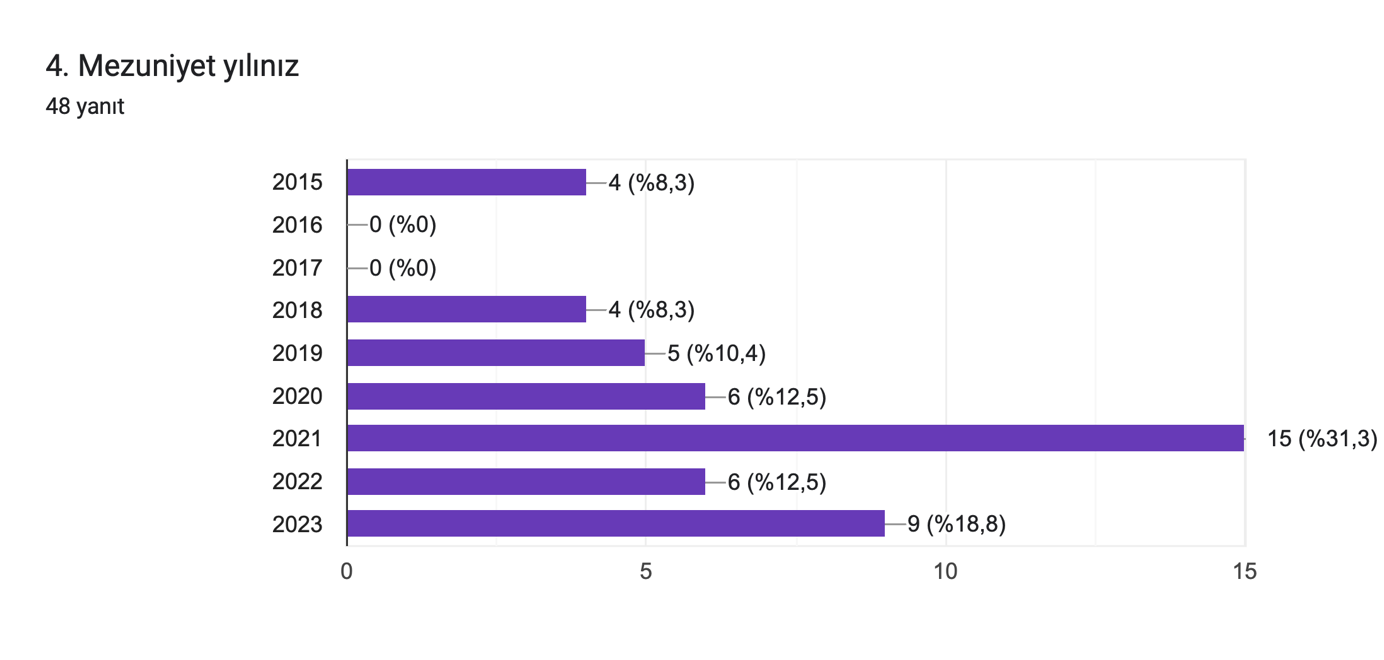 4. Mezuniyet yılınız
48 yanıt
2015 4 (%8,3)
2016 0 (%0)
2017 0 (%0)
2018 4 (%8,3)
2019 5 (%10,4)
2020 6 (%12,5)
2021 15 (%31,3)
2022 6 (%12,5)
2023 9 (%18,8)
0 5 10 15